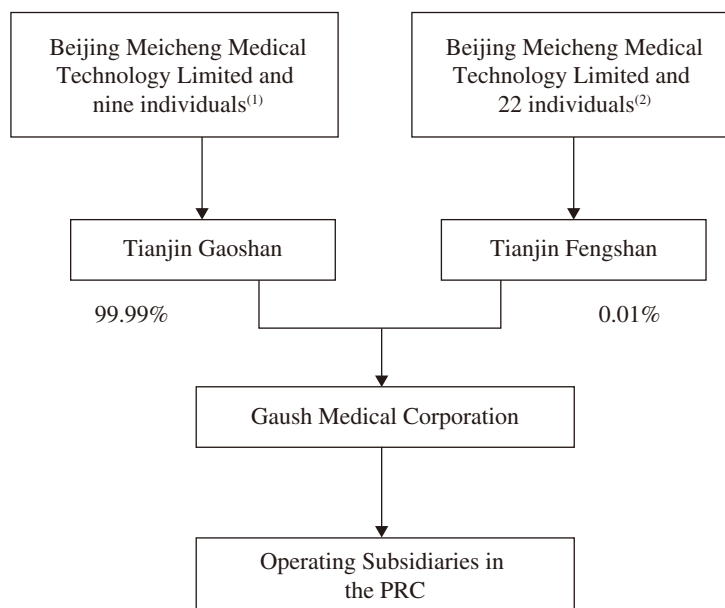 Beijing Meicheng Medical
Technology Limited and
nine individuals(1)
Beijing Meicheng Medical
Technology Limited and
22 individuals(2)
Tianjin Gaoshan
Tianjin Fengshan
99.99%
0.01%
Gaush Medical Corporation
Operating Subsidiaries in
the PRC